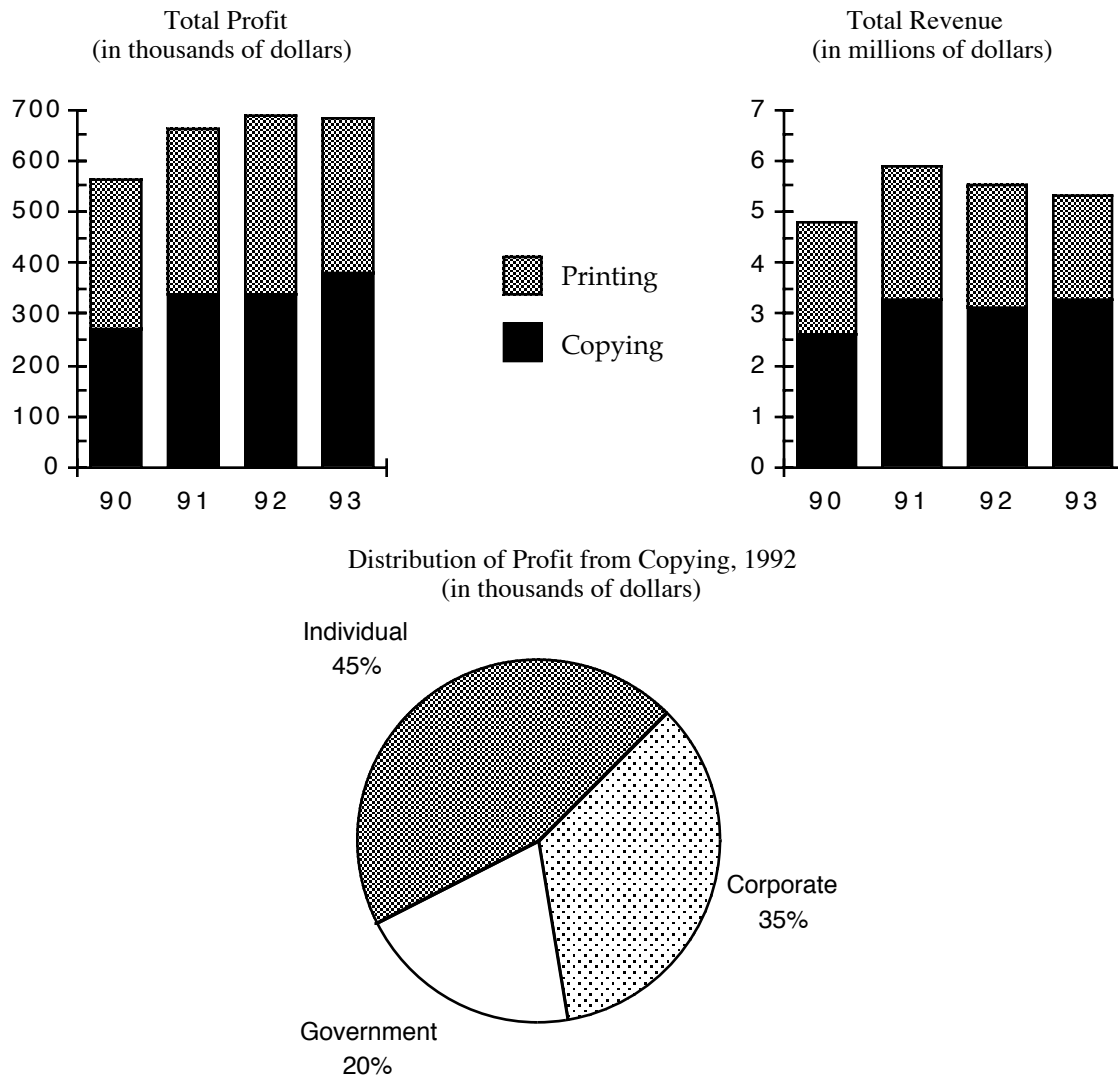 Total Profit
(in thousands of dollars)
700
600
500
400
300
200
100
0
90 91 92 93
Printing
Copying
Total Revenue
(in millions of dollars)
7
6
5
4
3
2
1
0
90 91 92 93
Distribution of Profit from Copying, 1992
(in thousands of dollars)
Individual
45%
Corporate
35%
Government
20%